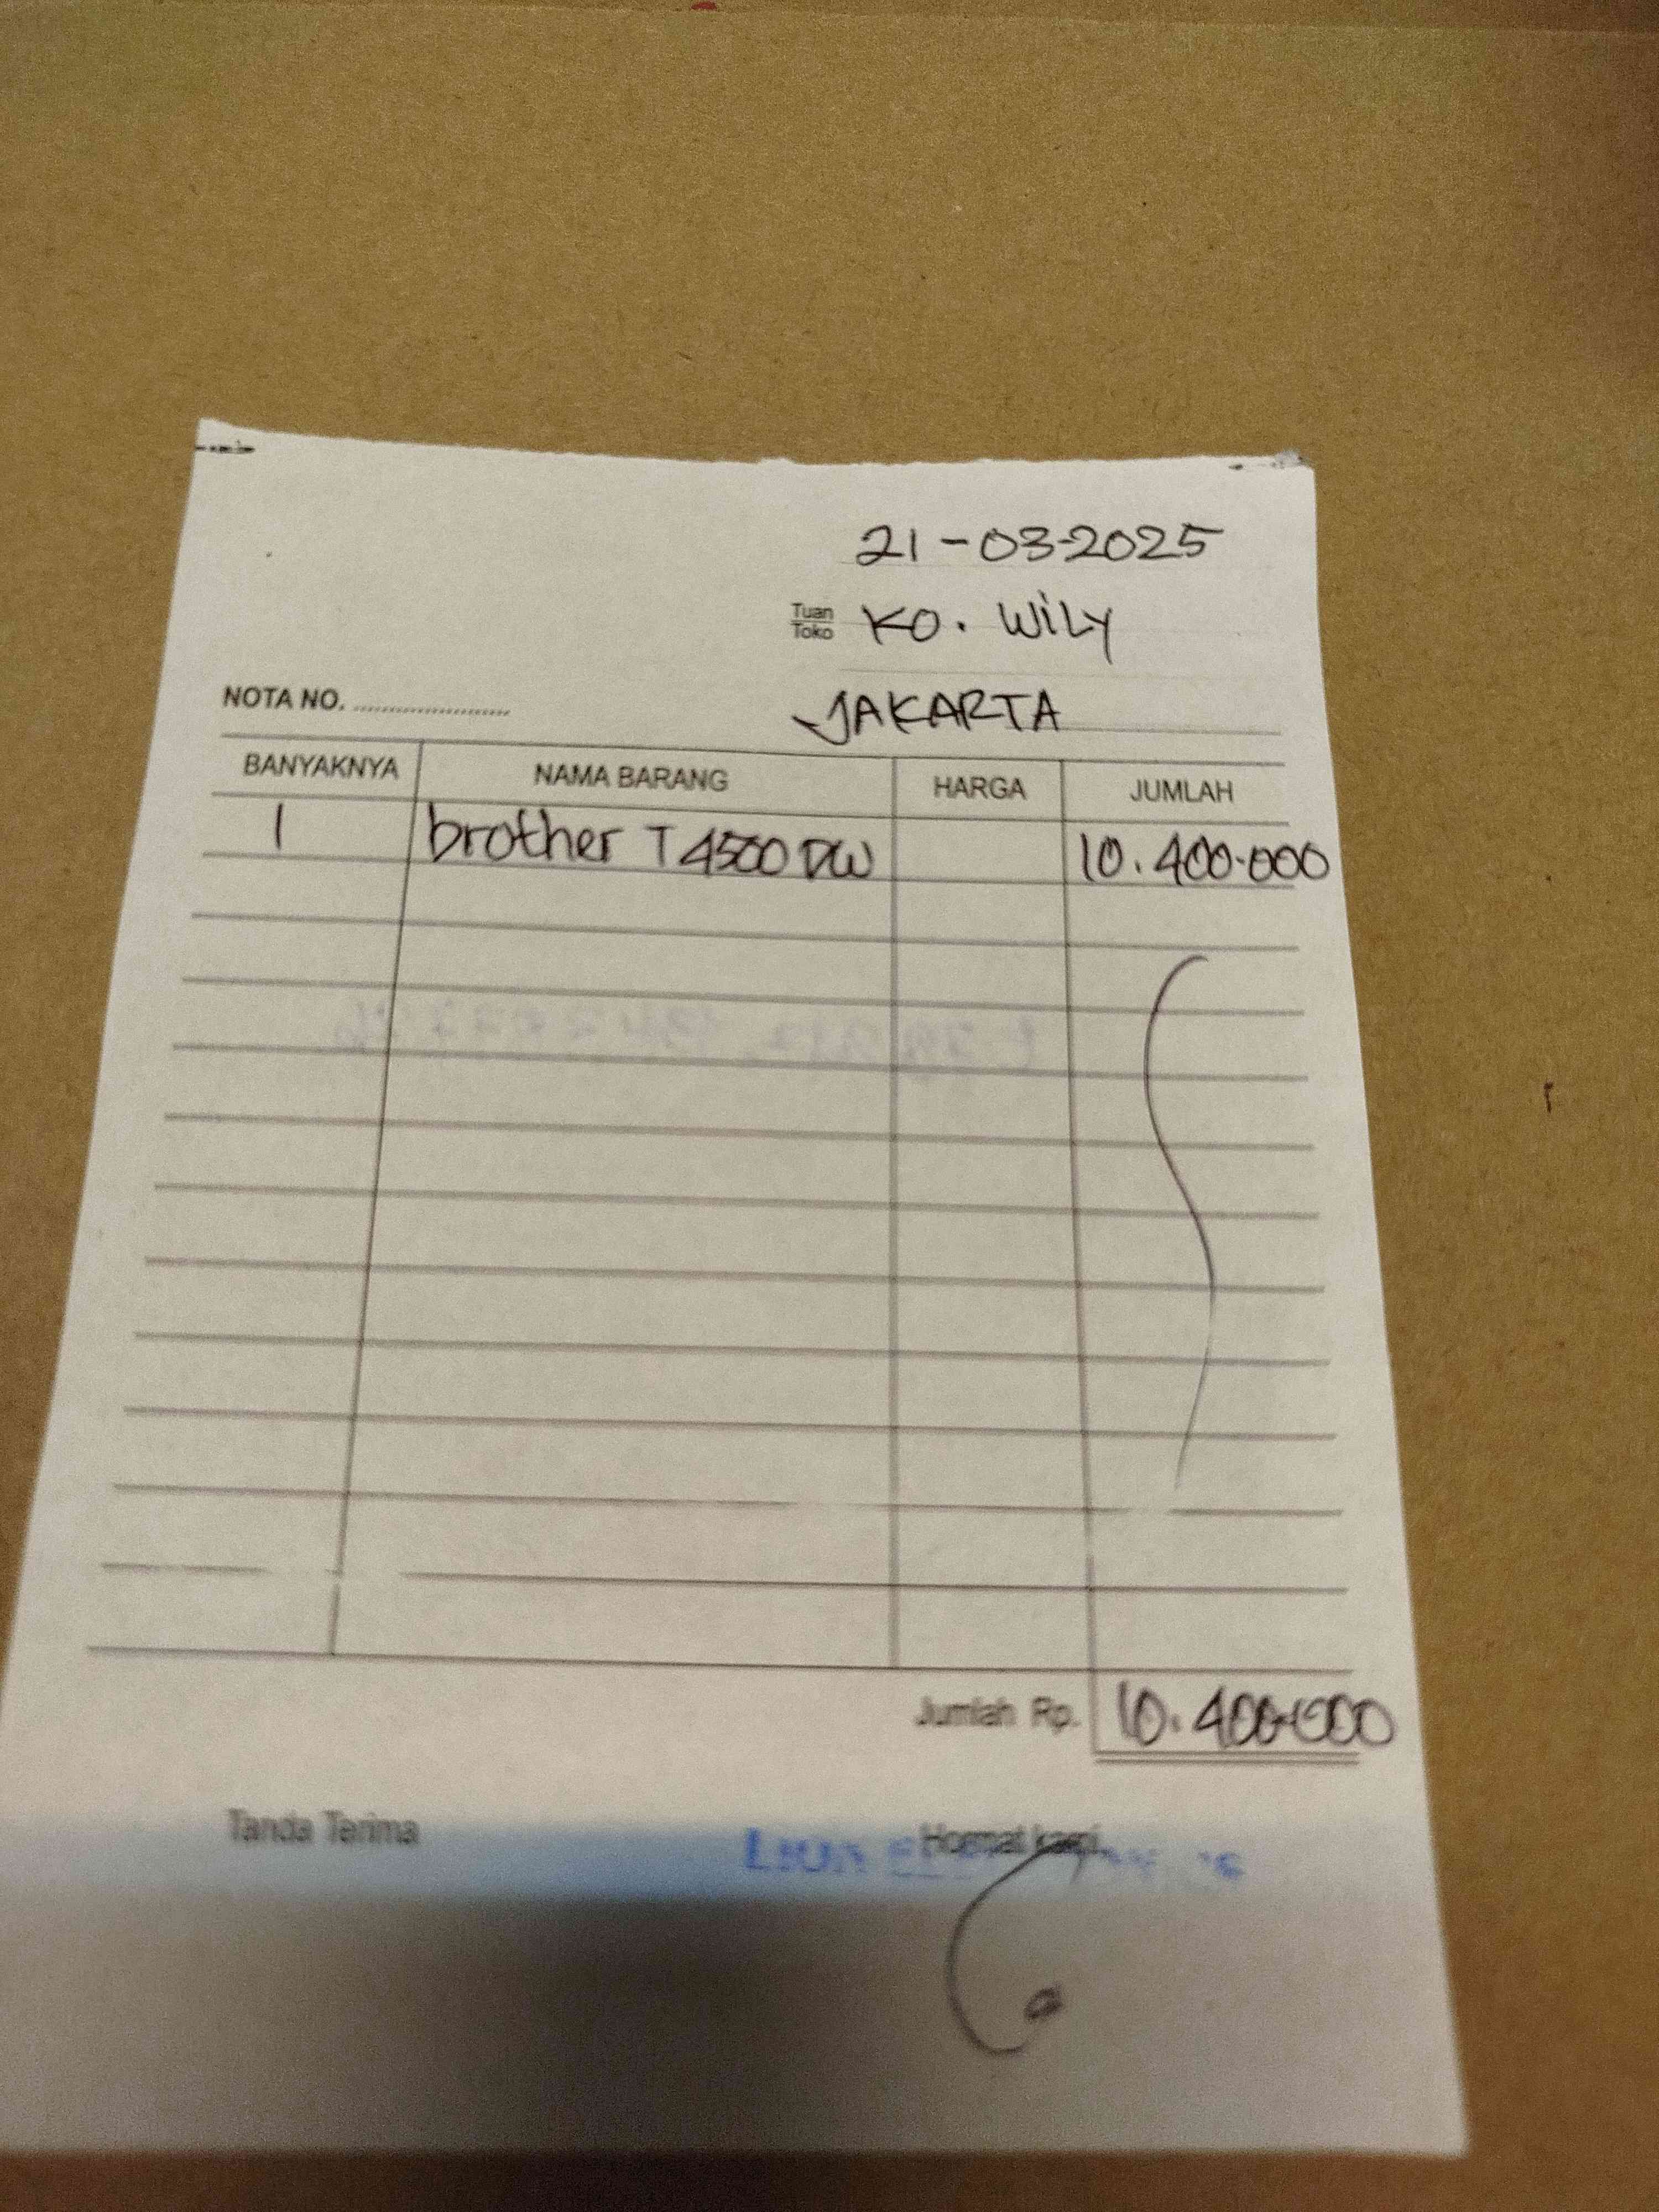 21-03-2025
Tuan
Toko KO. WiLy
NOTA NO. ........................ JAKARTA
BANYAKNYA NAMA BARANG HARGA JUMLAH
1 brother T4500DW 10.400.000
Jumlah Rp. 10.400.000
Tanda Terima Hormat kami,